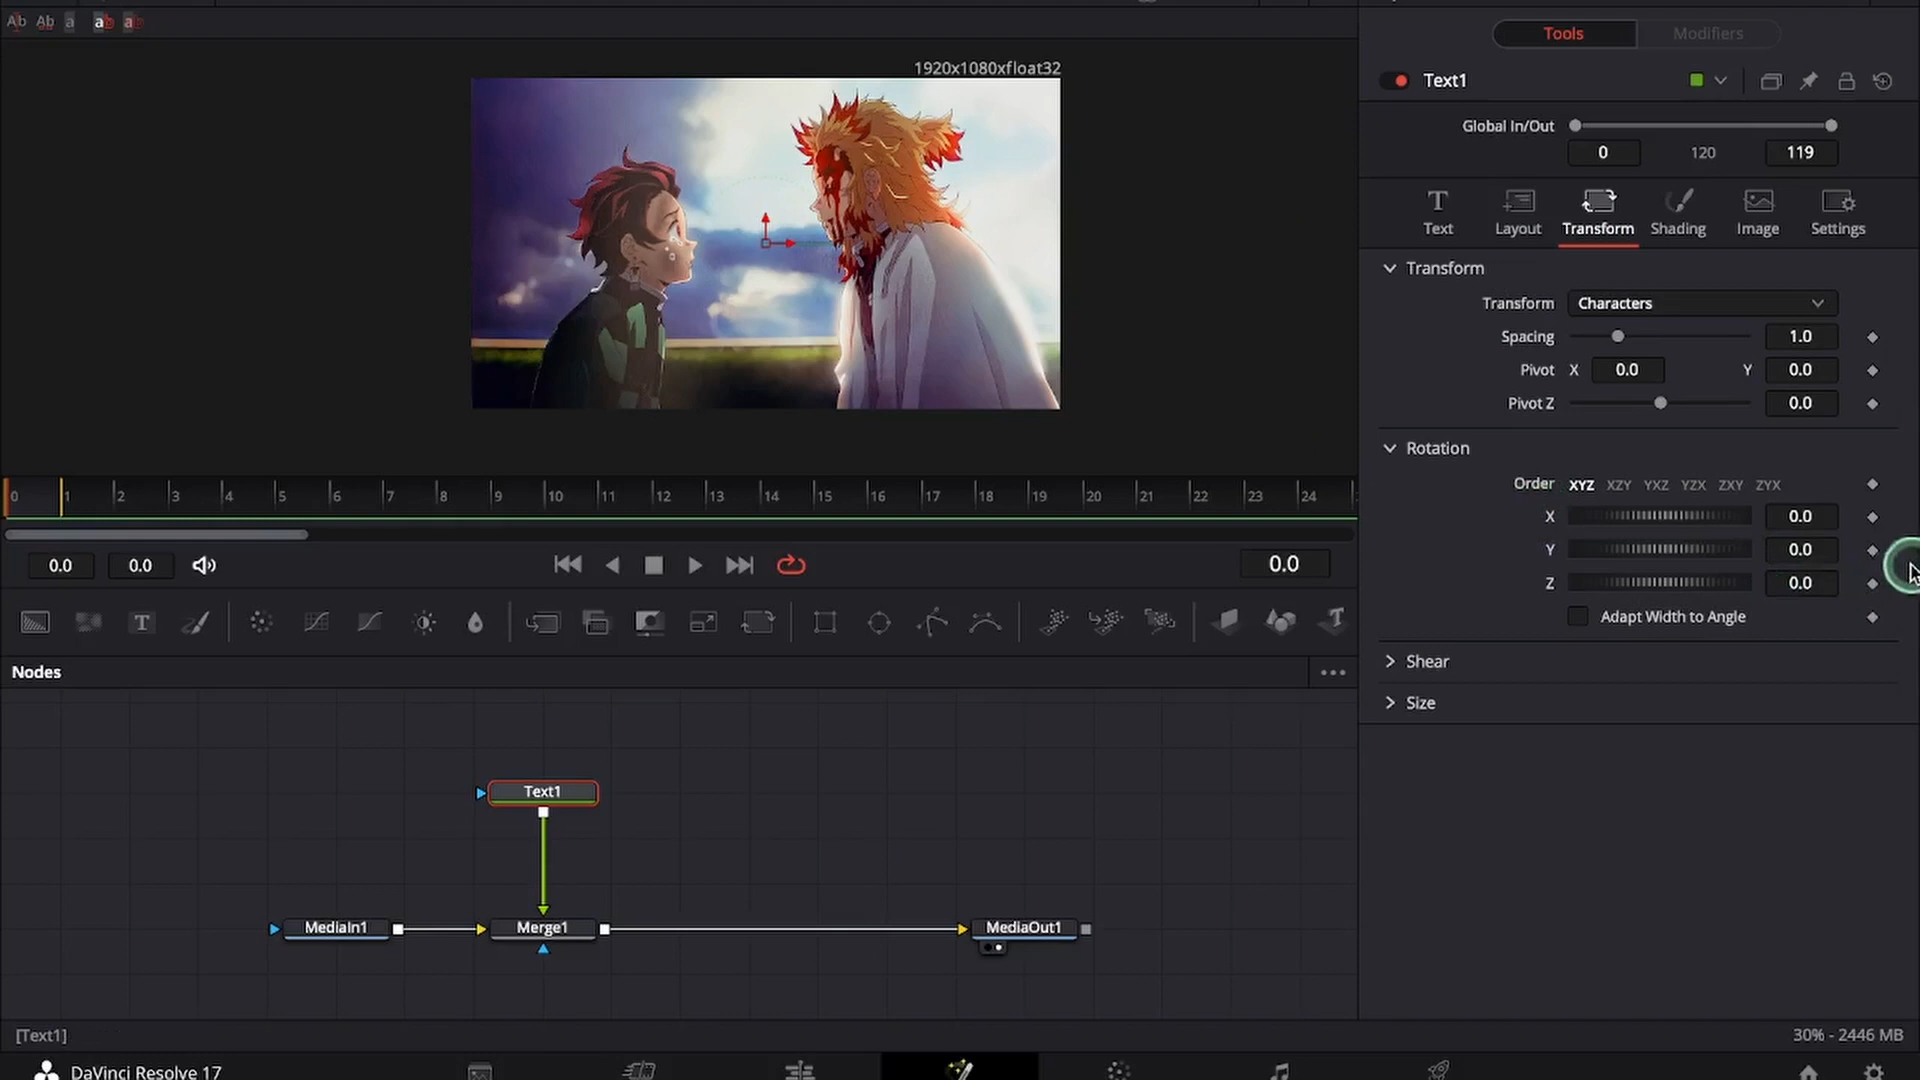 Ab Ab a ab ab
1920x1080xfloat32
Tools Modifiers
Text1
Global In/Out
0 120 119
Text Layout Transform Shading Image Settings
Transform
Transform Characters
Spacing 1.0
Pivot X 0.0 Y 0.0
Pivot Z 0.0
Rotation
Order XYZ XZY YXZ YZX ZXY ZYX
X 0.0
Y 0.0
Z 0.0
Adapt Width to Angle
Shear
Size
0 1 2 3 4 5 6 7 8 9 10 11 12 13 14 15 16 17 18 19 20 21 22 23 24
0.0 0.0 0.0
T T
Nodes
Text1
MediaIn1 Merge1 MediaOut1
[Text1]
30% - 2446 MB
DaVinci Resolve 17